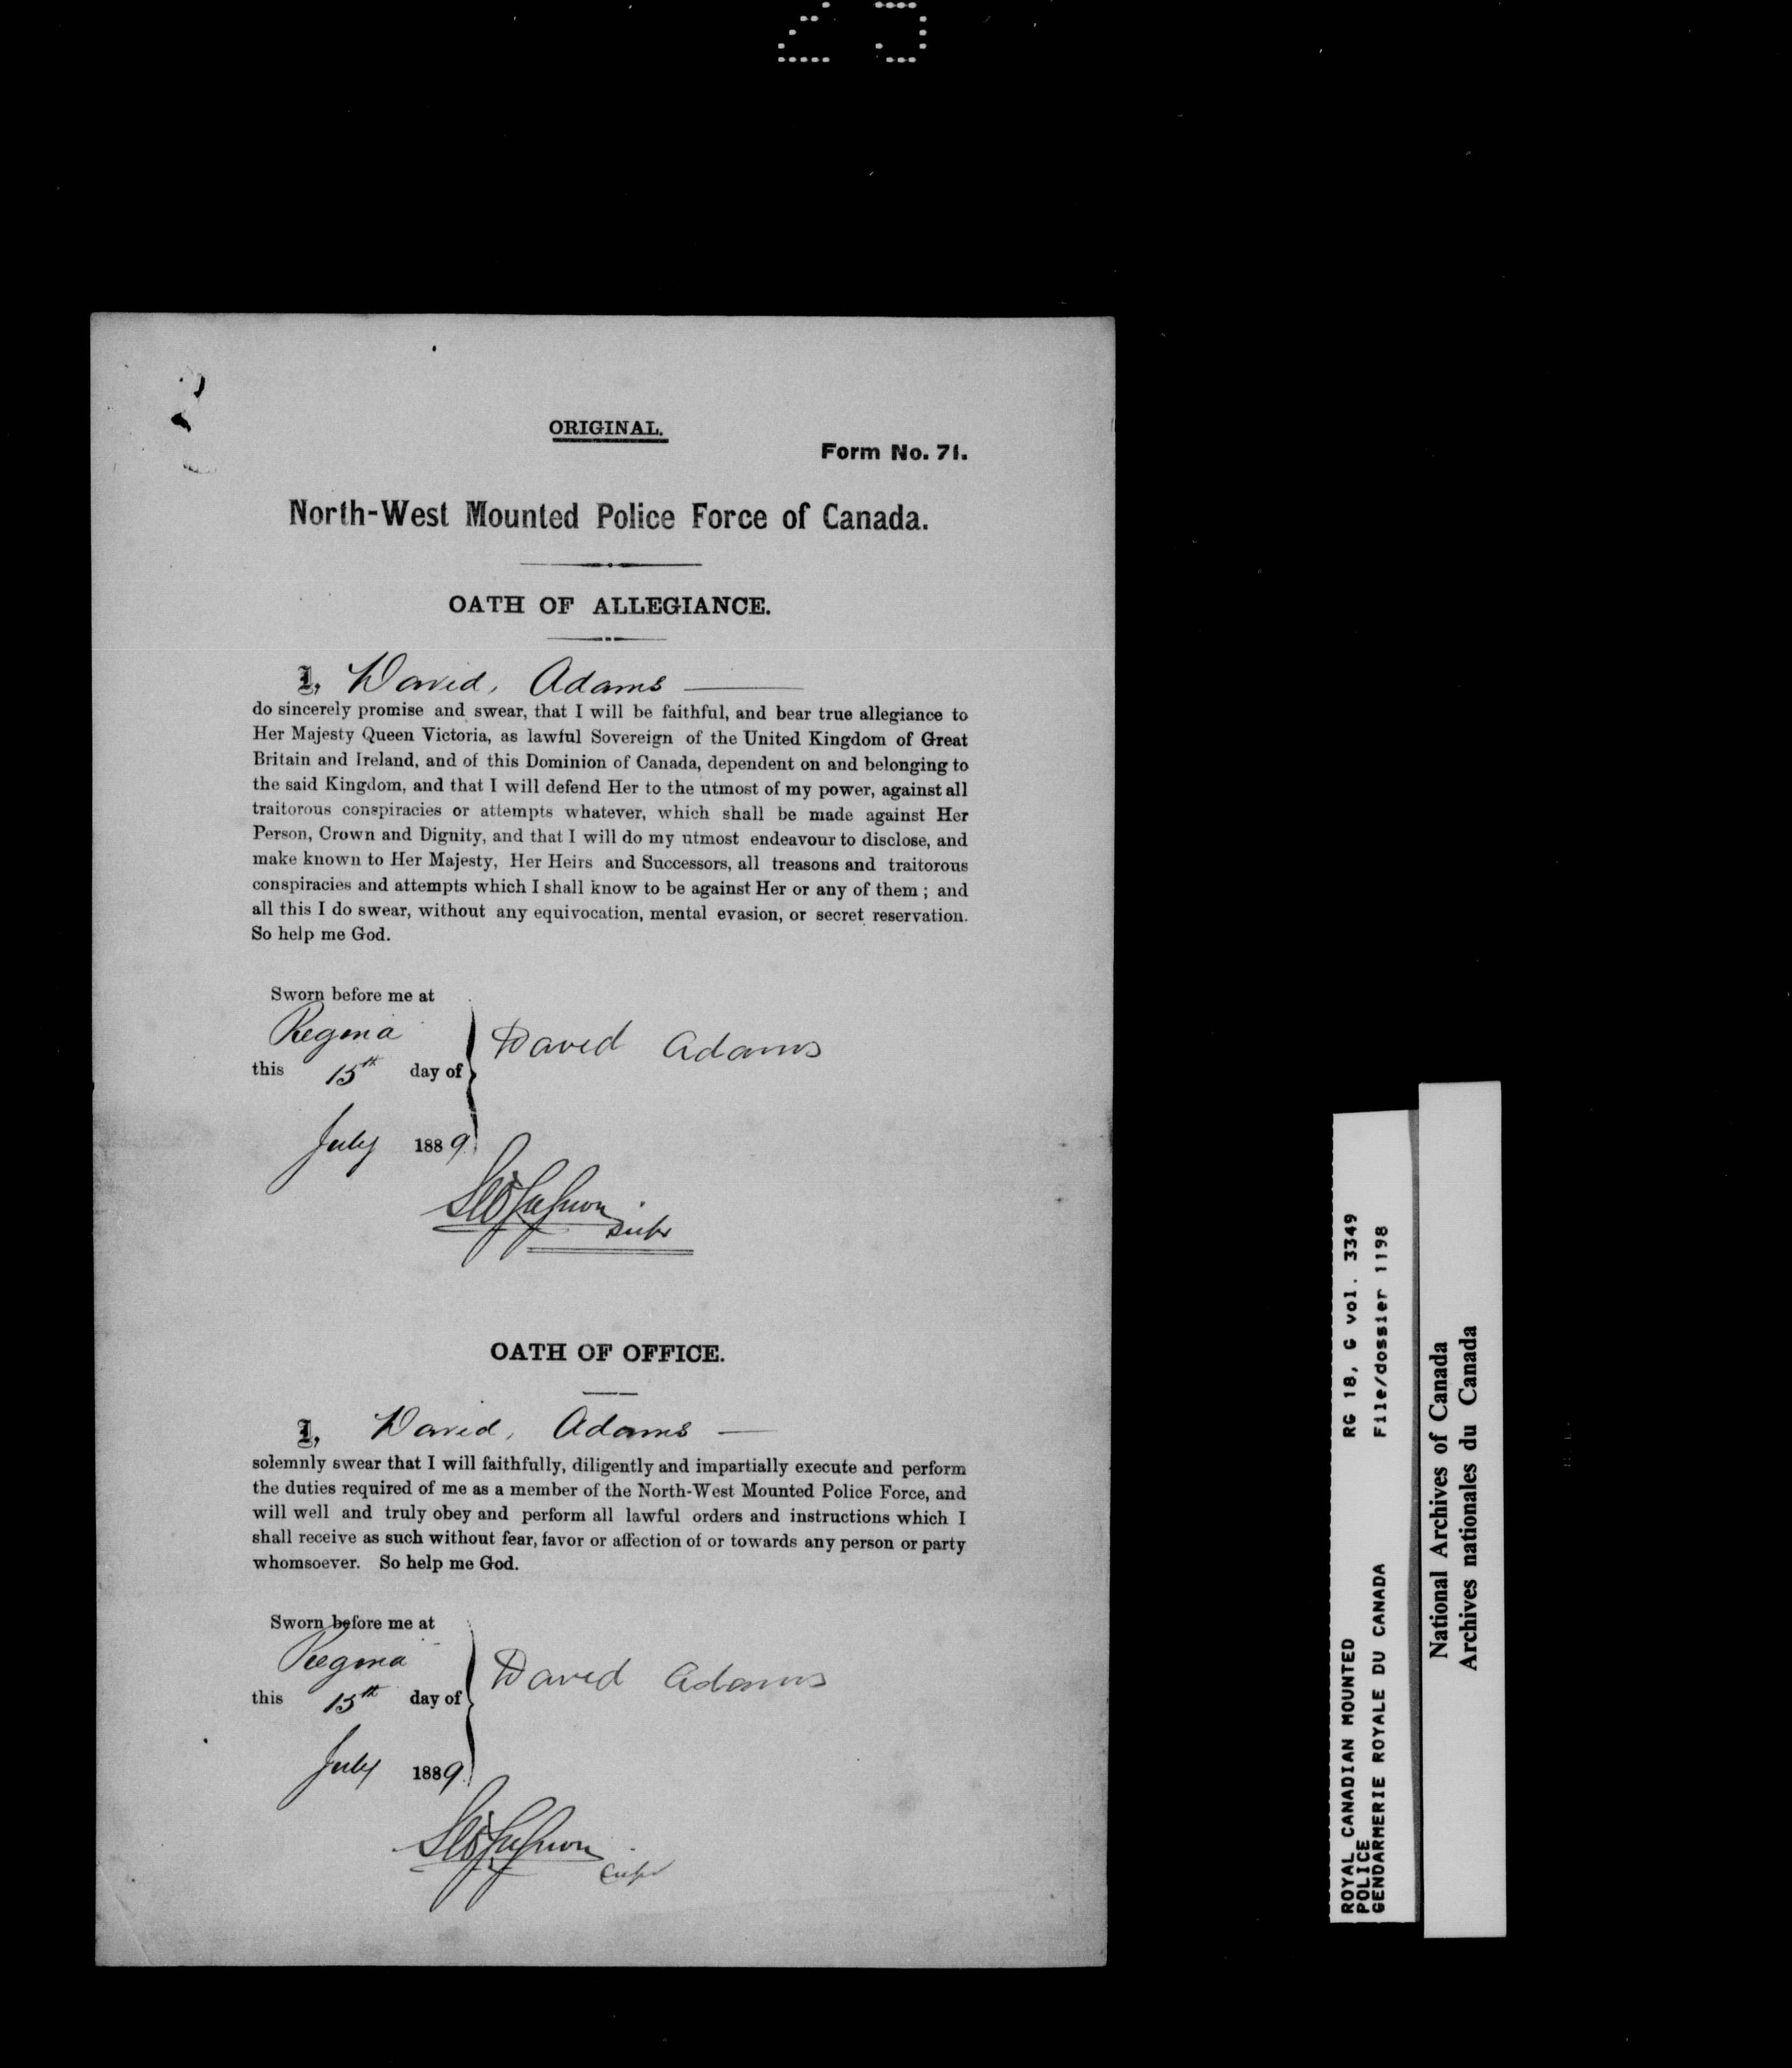 25
ORIGINAL.
Form No. 71.
North-West Mounted Police Force of Canada.
OATH OF ALLEGIANCE.
I, David, Adams
do sincerely promise and swear, that I will be faithful, and bear true allegiance to
Her Majesty Queen Victoria, as lawful Sovereign of the United Kingdom of Great
Britain and Ireland, and of this Dominion of Canada, dependent on and belonging to
the said Kingdom, and that I will defend Her to the utmost of my power, against all
traitorous conspiracies or attempts whatever, which shall be made against Her
Person, Crown and Dignity, and that I will do my utmost endeavour to disclose, and
make known to Her Majesty, Her Heirs and Successors, all treasons and traitorous
conspiracies and attempts which I shall know to be against Her or any of them ; and
all this I do swear, without any equivocation, mental evasion, or secret reservation.
So help me God.
Sworn before me at
Regina
David Adams
this 15th day of
July 1889.
Supt
OATH OF OFFICE.
I, David, Adams
solemnly swear that I will faithfully, diligently and impartially execute and perform
the duties required of me as a member of the North-West Mounted Police Force, and
will well and truly obey and perform all lawful orders and instructions which I
shall receive as such without fear, favor or affection of or towards any person or party
whomsoever. So help me God.
Sworn before me at
Regina
David Adams
this 15th day of
July 1889.
Supt
ROYAL CANADIAN MOUNTED RG 18, G vol. 3349
POLICE
GENDARMERIE ROYALE DU CANADA File/dossier 1198
National Archives of Canada
Archives nationales du Canada